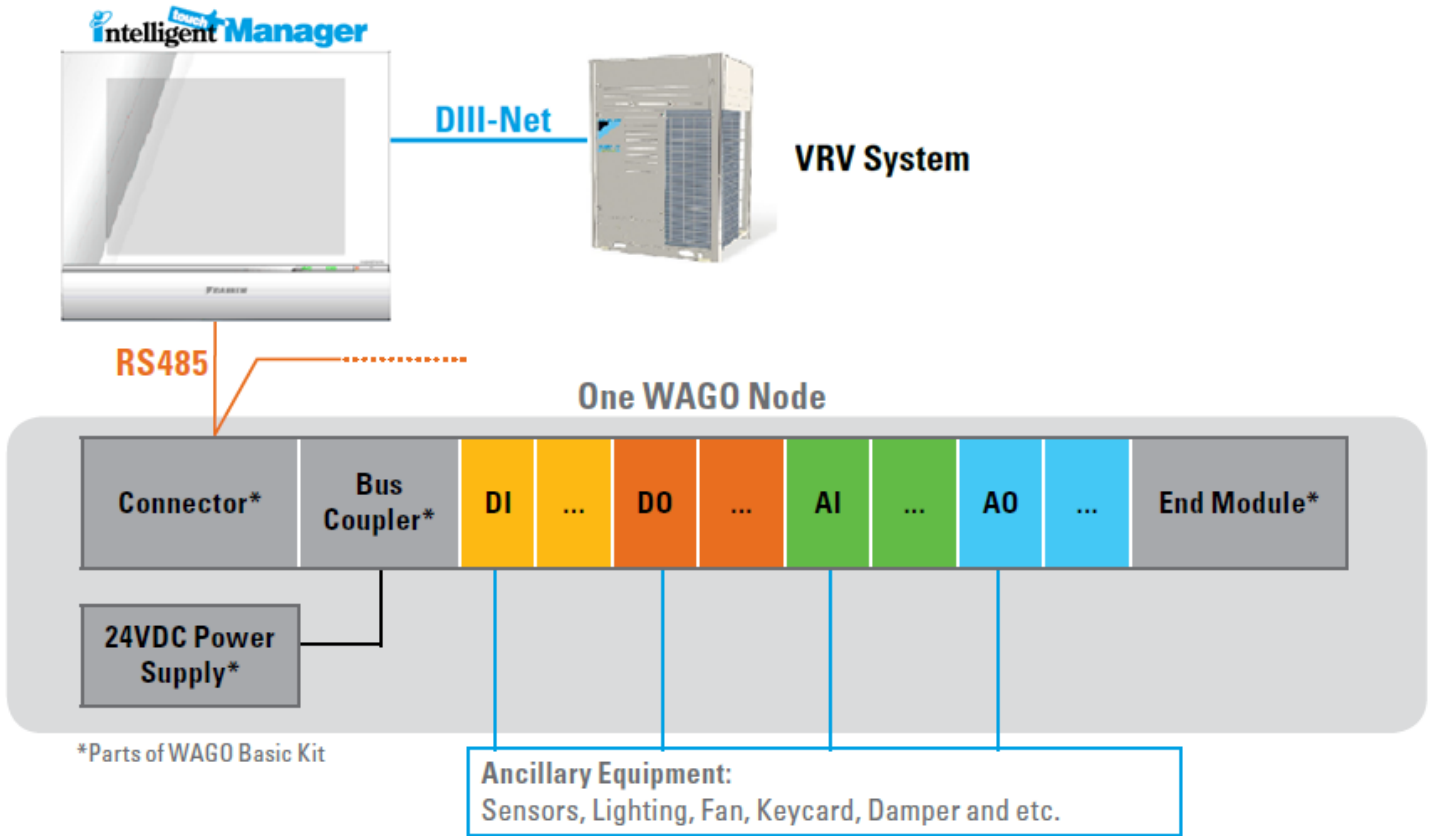 intelligent touch Manager
DIII-Net
VRV System
DAIKIN
RS485
One WAGO Node
Connector*
Bus
Coupler*
DI
...
DO
...
AI
...
AO
...
End Module*
24VDC Power
Supply*
*Parts of WAGO Basic Kit
Ancillary Equipment:
Sensors, Lighting, Fan, Keycard, Damper and etc.